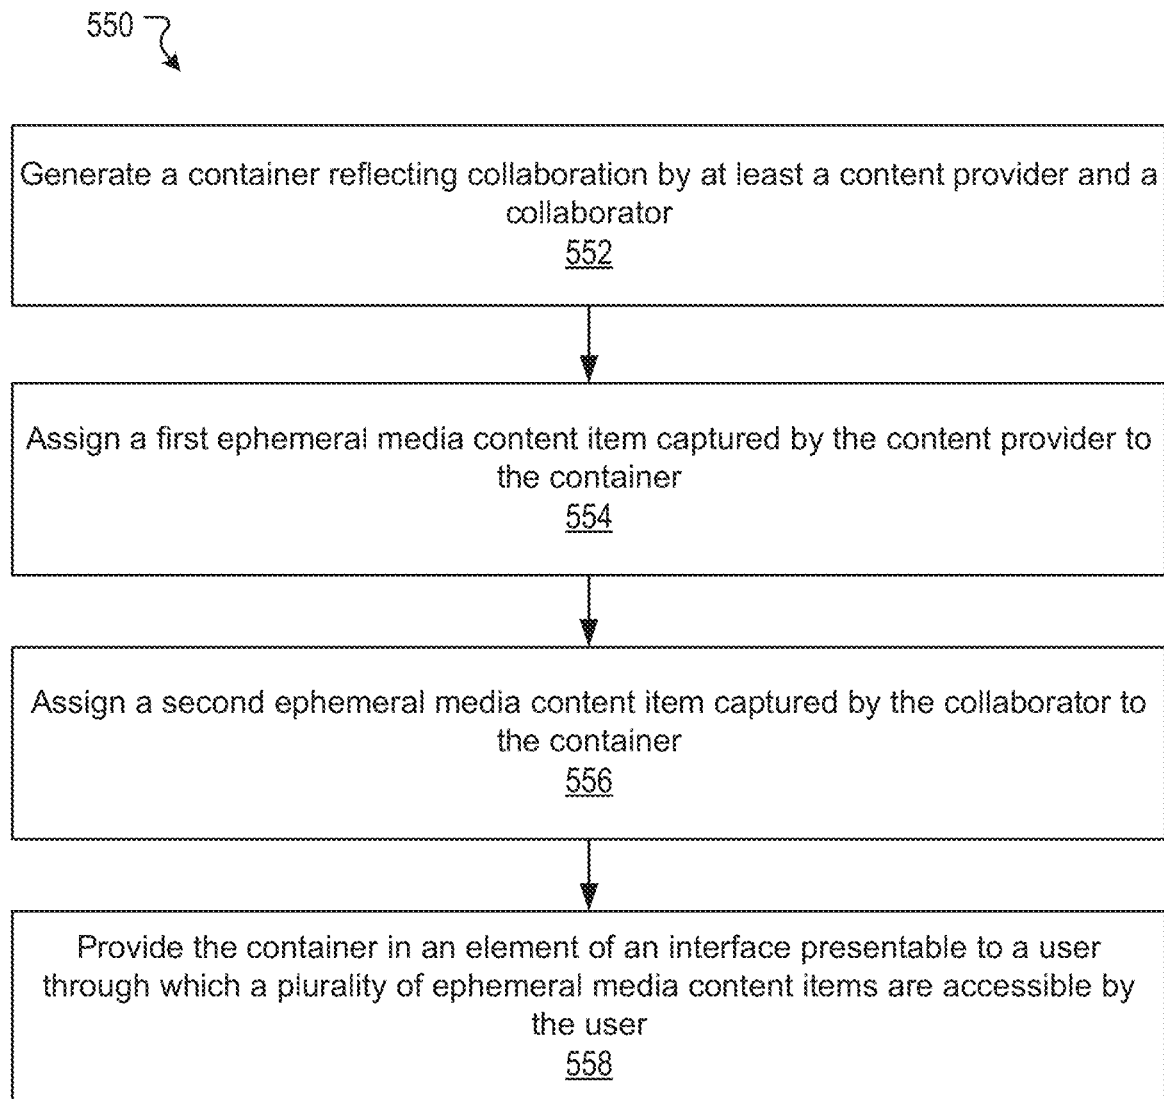 550
Generate a container reflecting collaboration by at least a content provider and a
collaborator
552
Assign a first ephemeral media content item captured by the content provider to
the container
554
Assign a second ephemeral media content item captured by the collaborator to
the container
556
Provide the container in an element of an interface presentable to a user
through which a plurality of ephemeral media content items are accessible by
the user
558